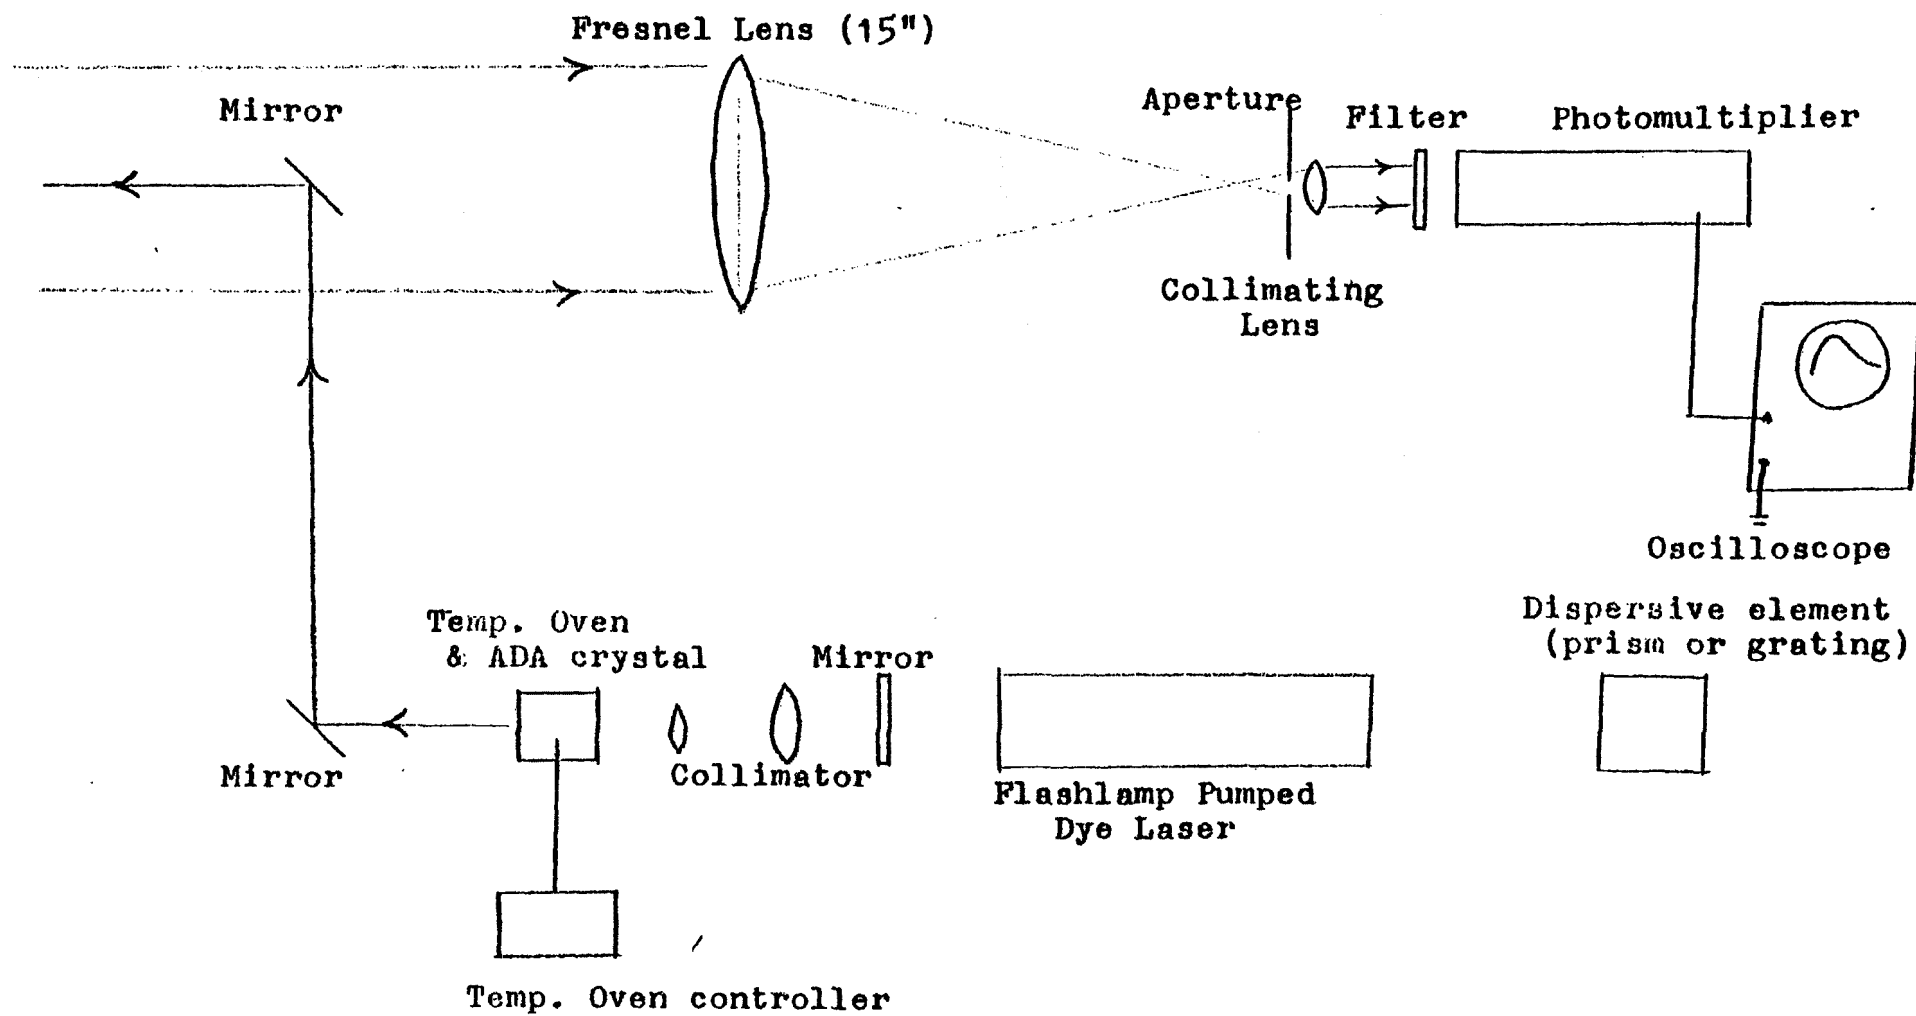 Fresnel Lens (15")
Mirror
Aperture
Filter
Photomultiplier
Collimating
Lens
Oscilloscope
Dispersive element
(prism or grating)
Temp. Oven
& ADA crystal
Mirror
Mirror
Collimator
Flashlamp Pumped
Dye Laser
Temp. Oven controller